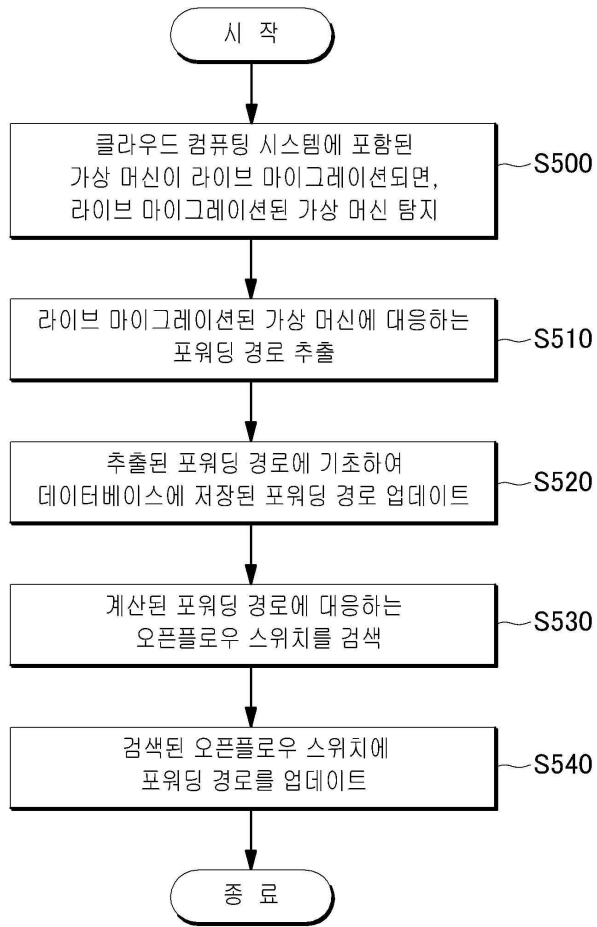 시 작
클라우드 컴퓨팅 시스템에 포함된
가상 머신이 라이브 마이그레이션되면,
라이브 마이그레이션된 가상 머신 탐지
S500
라이브 마이그레이션된 가상 머신에 대응하는
포워딩 경로 추출
S510
추출된 포워딩 경로에 기초하여
데이터베이스에 저장된 포워딩 경로 업데이트
S520
계산된 포워딩 경로에 대응하는
오픈플로우 스위치를 검색
S530
검색된 오픈플로우 스위치에
포워딩 경로를 업데이트
S540
종 료